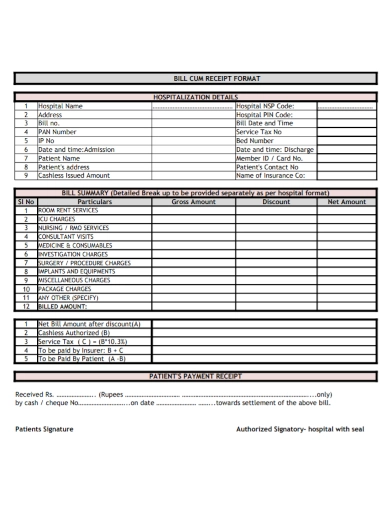 BILL CUM RECEIPT FORMAT
HOSPITALIZATION DETAILS
1 Hospital Name ................................ Hospital NSP Code: ................................
2 Address Hospital PIN Code:
3 Bill no. Bill Date and Time
4 PAN Number Service Tax No
5 IP No Bed Number
6 Date and time:Admission Date and time: Discharge
7 Patient Name Member ID / Card No.
8 Patient's address Patient's Contact No
9 Cashless Issued Amount Name of Insurance Co:
BILL SUMMARY (Detailed Break up to be provided separately as per hospital format)
Sl No Particulars Gross Amount Discount Net Amount
1 ROOM RENT SERVICES
2 ICU CHARGES
3 NURSING / RMO SERVICES
4 CONSULTANT VISITS
5 MEDICINE & CONSUMABLES
6 INVESTIGATION CHARGES
7 SURGERY / PROCEDURE CHARGES
8 IMPLANTS AND EQUIPMENTS
9 MISCELLANEOUS CHARGES
10 PACKAGE CHARGES
11 ANY OTHER (SPECIFY)
12 BILLED AMOUNT:
1 Net Bill Amount after discount(A)
2 Cashless Authorized (B)
3 Service Tax ( C ) = (B*10.3%)
4 To be paid by Insurer: B + C
5 To be Paid By Patient (A -B)
PATIENT'S PAYMENT RECEIPT
Received Rs. .................. (Rupees ........................ ................................ ..................................only)
by cash / cheque No......................on date .................. .......towards settlement of the above bill.
Patients Signature Authorized Signatory- hospital with seal